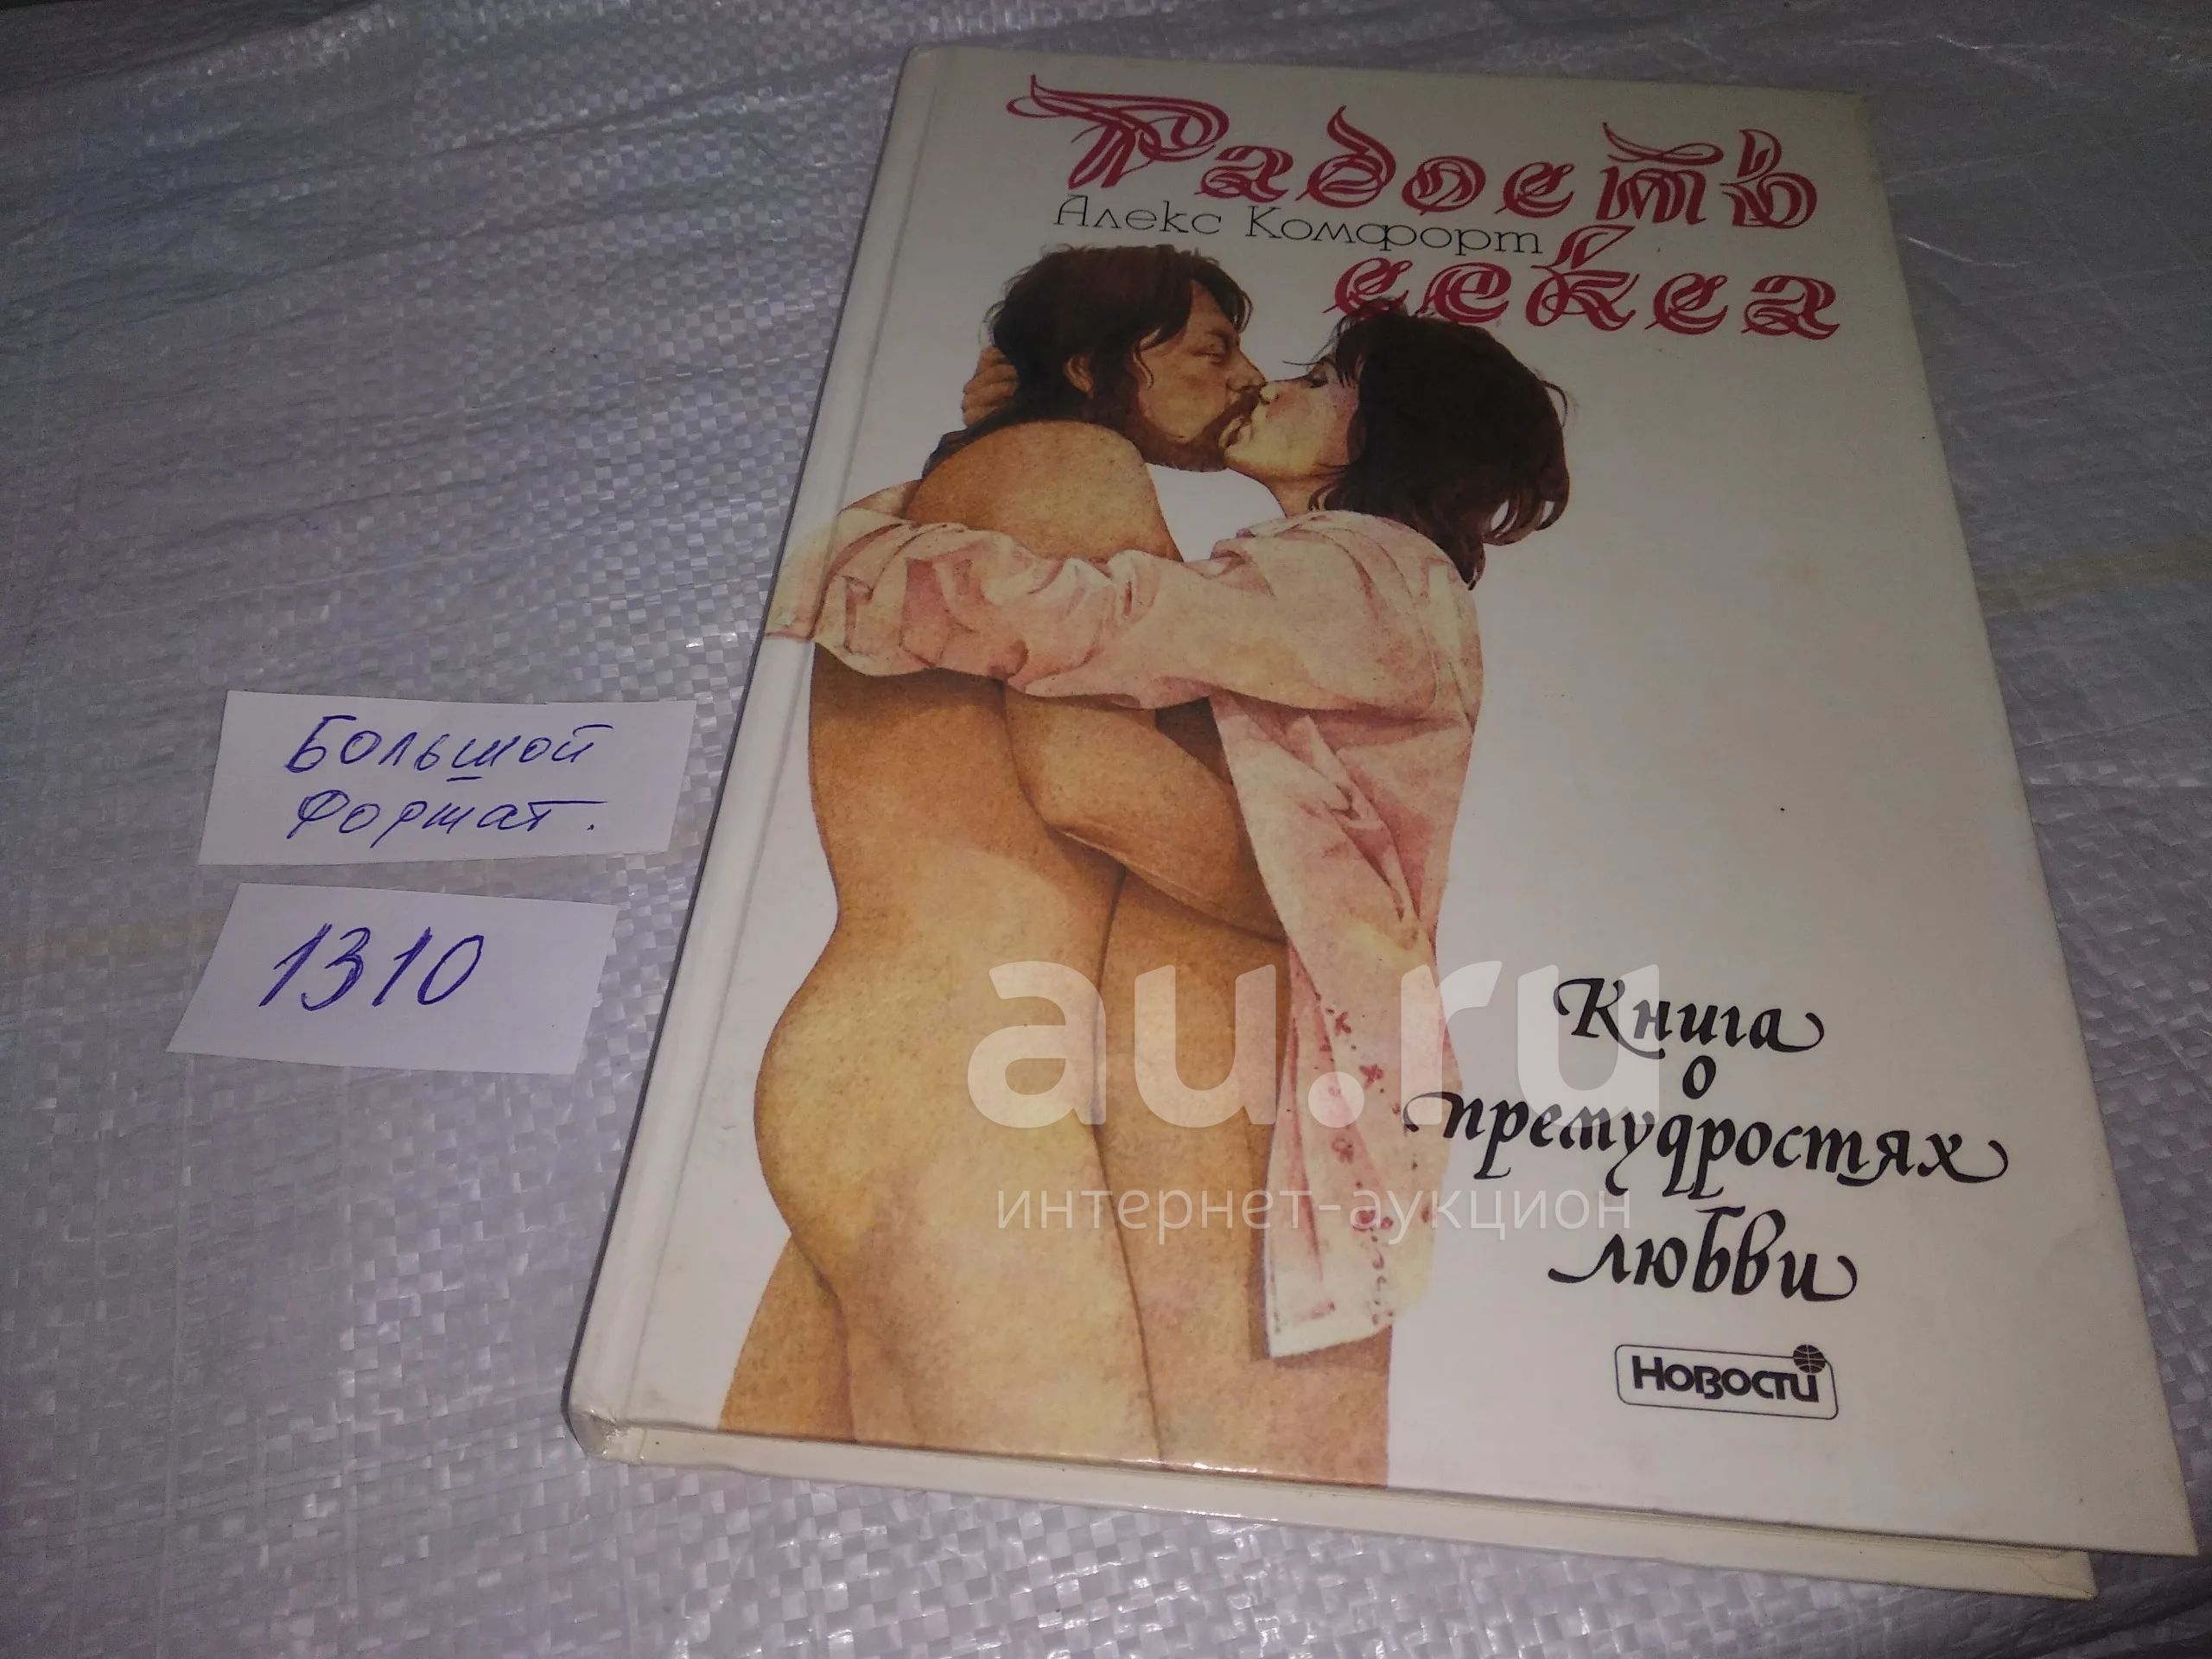 Радость
Алекс Комфорт
секса
Большой
формат.
1310
Книга
о
премудростях
любви
Новости
au.ru
интернет-аукцион